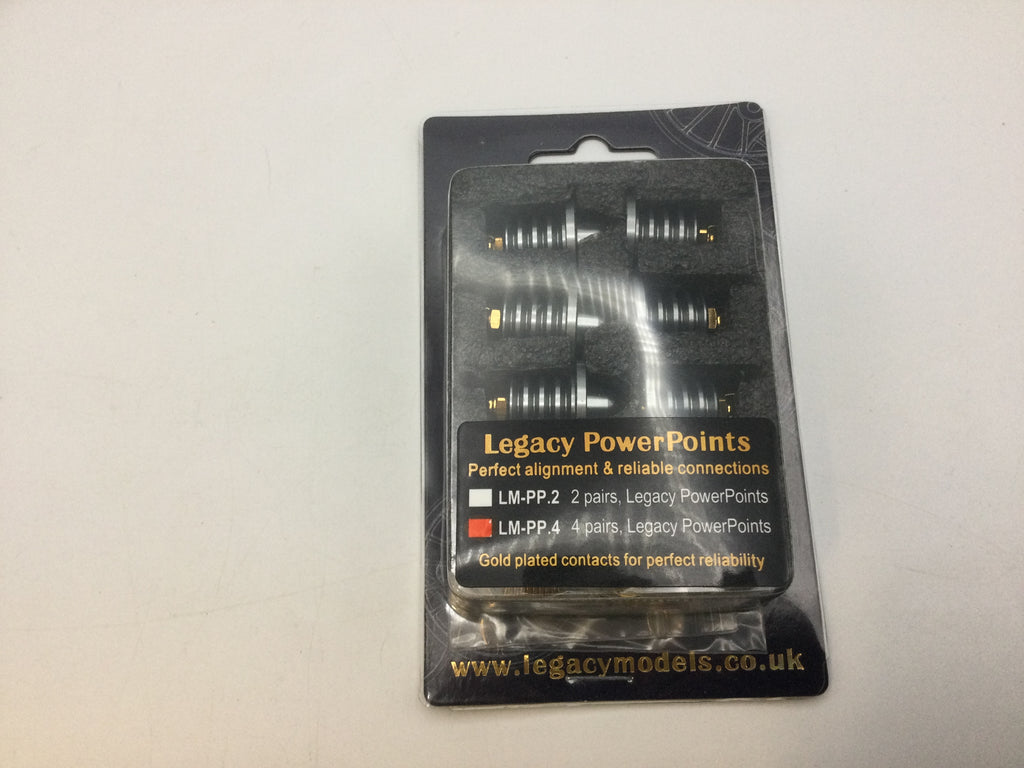 Legacy PowerPoints
Perfect alignment & reliable connections
LM-PP.2 2 pairs, Legacy PowerPoints
LM-PP.4 4 pairs, Legacy PowerPoints
Gold plated contacts for perfect reliability
www.legacymodels.co.uk